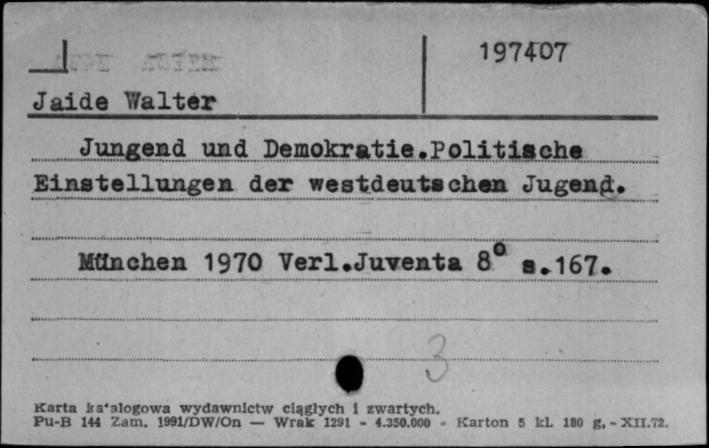 197407
Jaide Walter
Jungend und Demokratie.Politische
Einstellungen der westdeutschen Jugend.
München 1970 Verl.Juventa 8° s.167.
3
Karta ka'alogowa wydawnictw ciągłych i zwartych.
Pu-B 144 Zam. 1991/DW/On — Wrak 1291 - 4.350.000 - Karton 5 kl. 180 g. - XII.72.